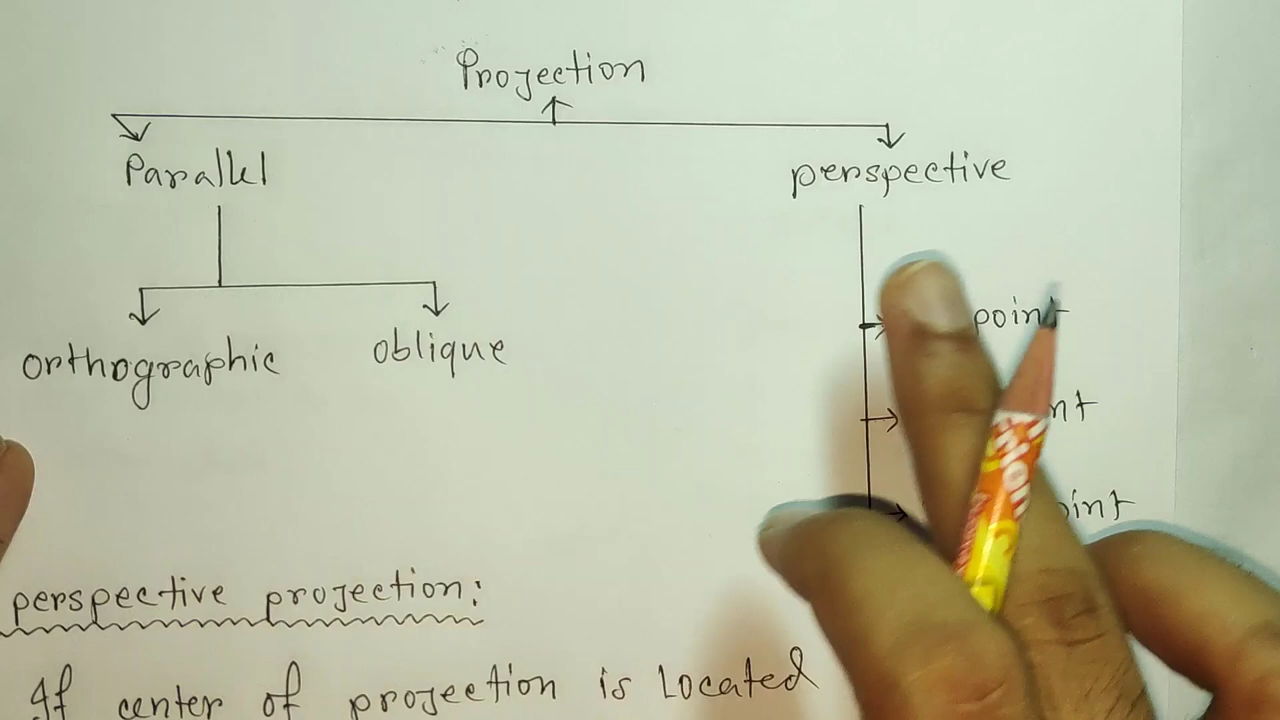 Projection
Parallel perspective
point
orthographic oblique
perspective projection:
If center of projection is Located